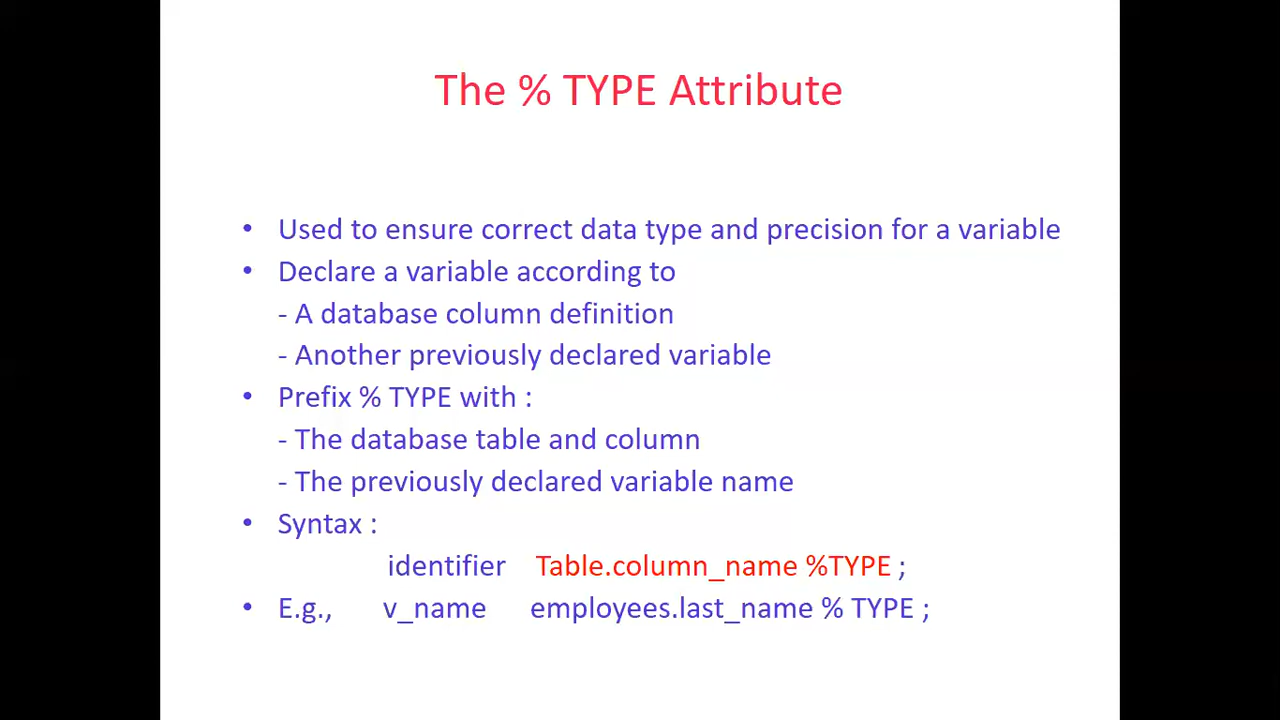 The % TYPE Attribute
• Used to ensure correct data type and precision for a variable
• Declare a variable according to
- A database column definition
- Another previously declared variable
• Prefix % TYPE with :
- The database table and column
- The previously declared variable name
• Syntax :
identifier Table.column_name %TYPE ;
• E.g., v_name employees.last_name % TYPE ;